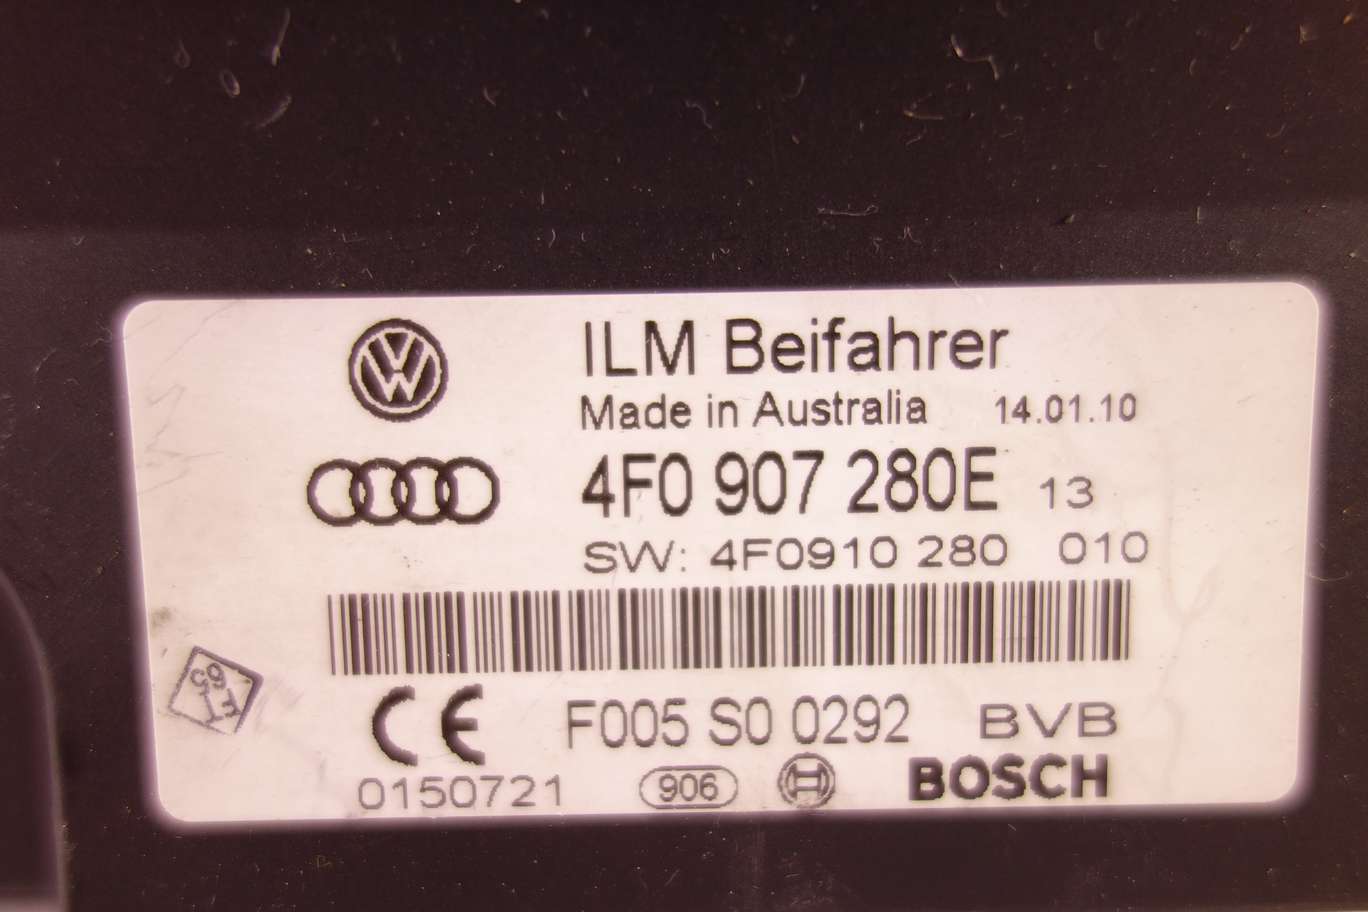 ILM Beifahrer
Made in Australia 14.01.10
4F0 907 280E 13
SW: 4F0910 280 010
CE F005 S0 0292 BVB
0150721 906 BOSCH